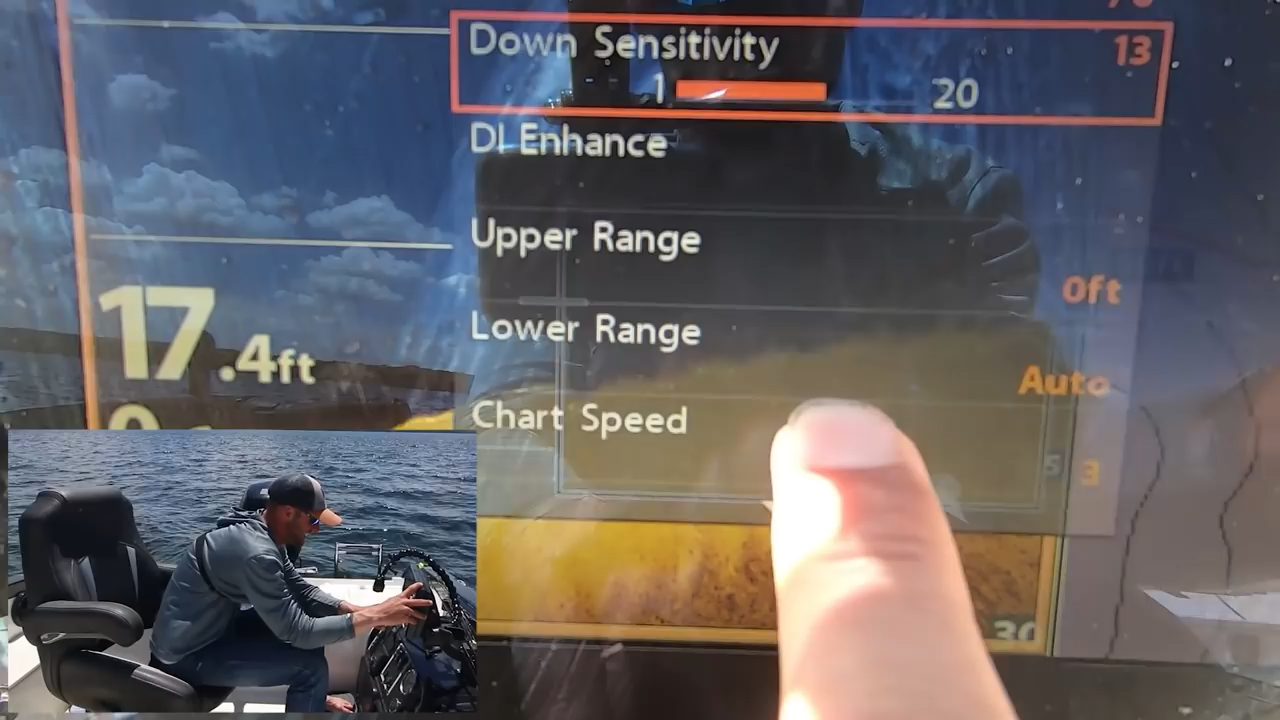 Down Sensitivity 13
1 20
DI Enhance
Upper Range
0ft
17.4ft
Lower Range
Auto
Chart Speed
3
30